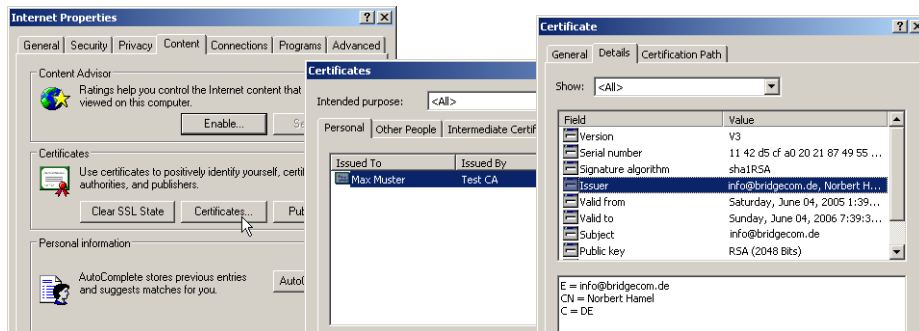 Internet Properties
General Security Privacy Content Connections Programs Advanced
Content Advisor
Ratings help you control the Internet content that
viewed on this computer.
Enable...
Certificates
Use certificates to positively identify yourself, certi
authorities, and publishers.
Clear SSL State Certificates... Pu
Personal information
AutoComplete stores previous entries
and suggests matches for you.
Certificates
Intended purpose: <All>
Personal Other People Intermediate Certif
Issued To Issued By
Max Muster Test CA
Certificate
General Details Certification Path
Show: <All>
Field Value
Version V3
Serial number 11 42 d5 cf a0 20 21 87 49 55 ...
Signature algorithm sha1RSA
Issuer info@bridgecom.de, Norbert H...
Valid from Saturday, June 04, 2005 1:39...
Valid to Sunday, June 04, 2006 7:39:3...
Subject info@bridgecom.de
Public key RSA (2048 Bits)
E = info@bridgecom.de
CN = Norbert Hamel
C = DE